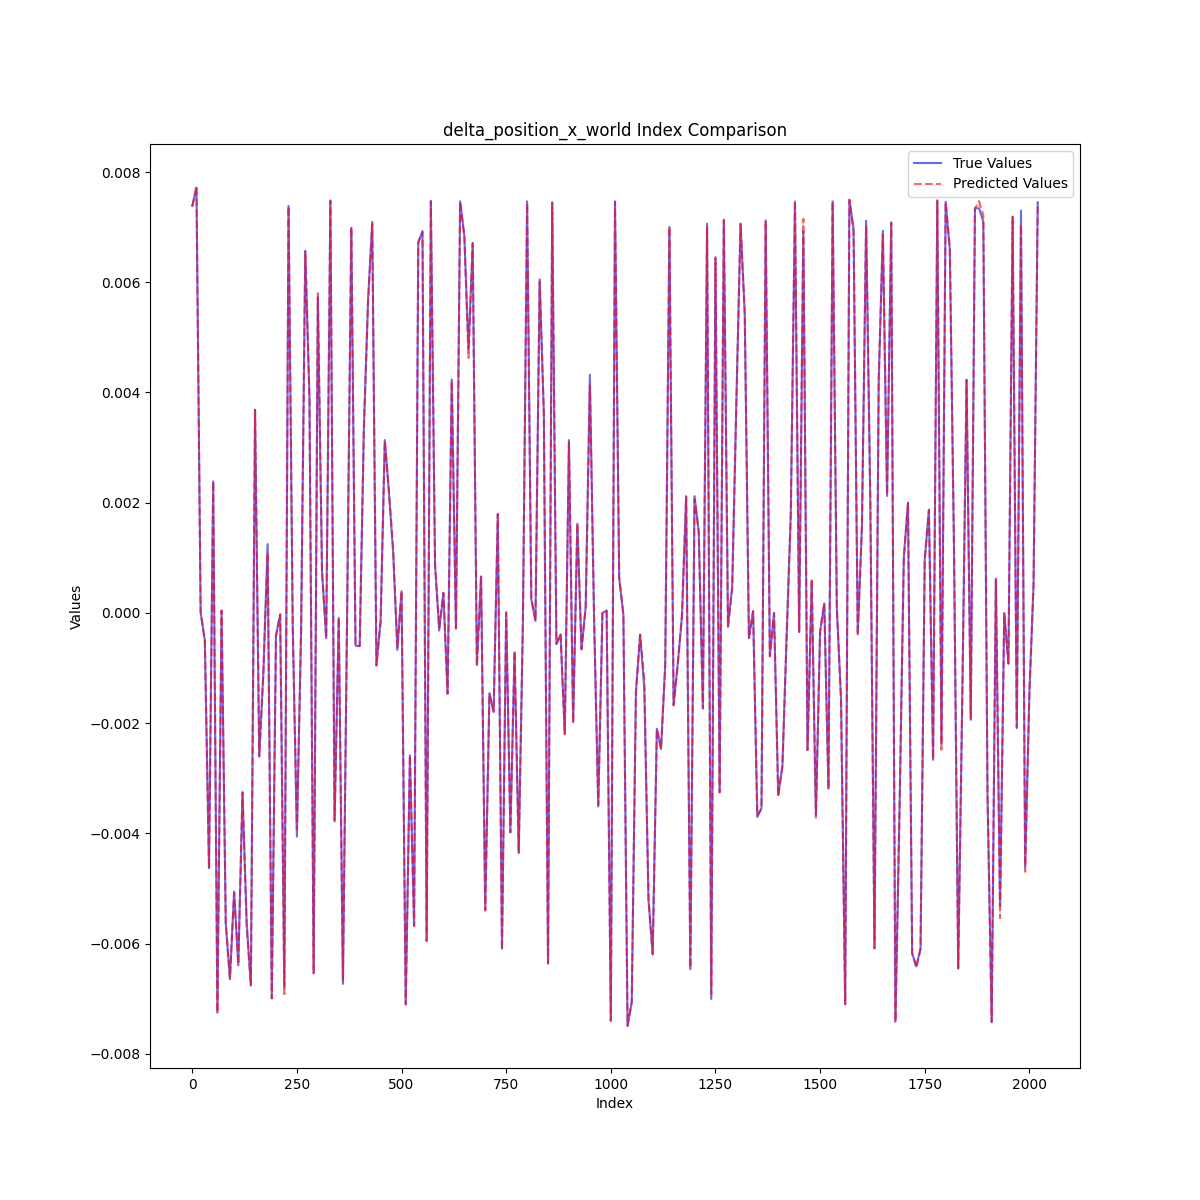 delta_position_x_world Index Comparison
True Values
Predicted Values
0.008
0.006
0.004
0.002
0.000
−0.002
−0.004
−0.006
−0.008
Values
0 250 500 750 1000 1250 1500 1750 2000
Index